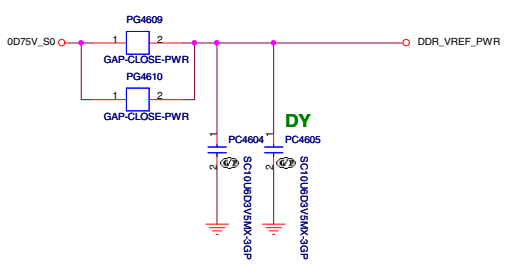 PG4609
0D75V_S0
1
2
DDR_VREF_PWR
GAP-CLOSE-PWR
PG4610
1
2
GAP-CLOSE-PWR
DY
1
PC4604
1
PC4605
2
G/P
SC10U6D3V5MX-3GP
2
G/P
SC10U6D3V5MX-3GP